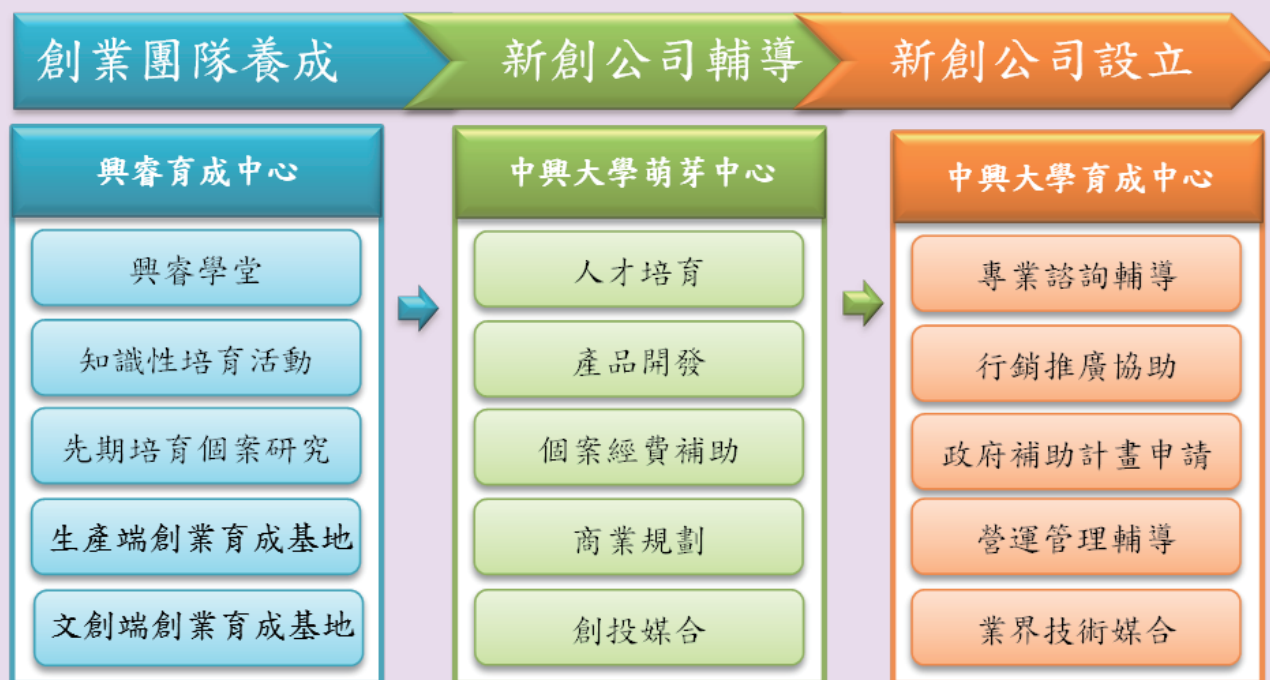 創業團隊養成
新創公司輔導
新創公司設立
興睿育成中心
興睿學堂
知識性培育活動
先期培育個案研究
生產端創業育成基地
文創端創業育成基地
中興大學萌芽中心
人才培育
產品開發
個案經費補助
商業規劃
創投媒合
中興大學育成中心
專業諮詢輔導
行銷推廣協助
政府補助計畫申請
營運管理輔導
業界技術媒合